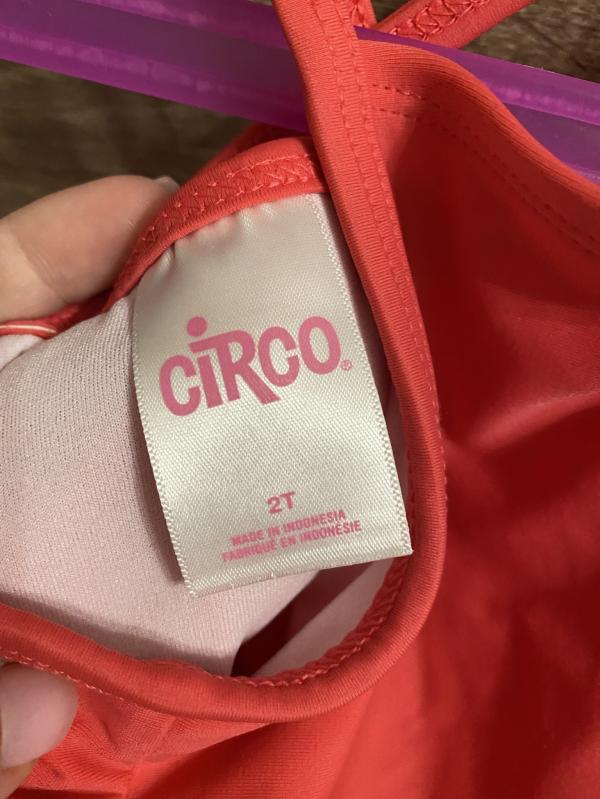 CiRCO®
2T
MADE IN INDONESIA
FABRIQUÉ EN INDONÉSIE